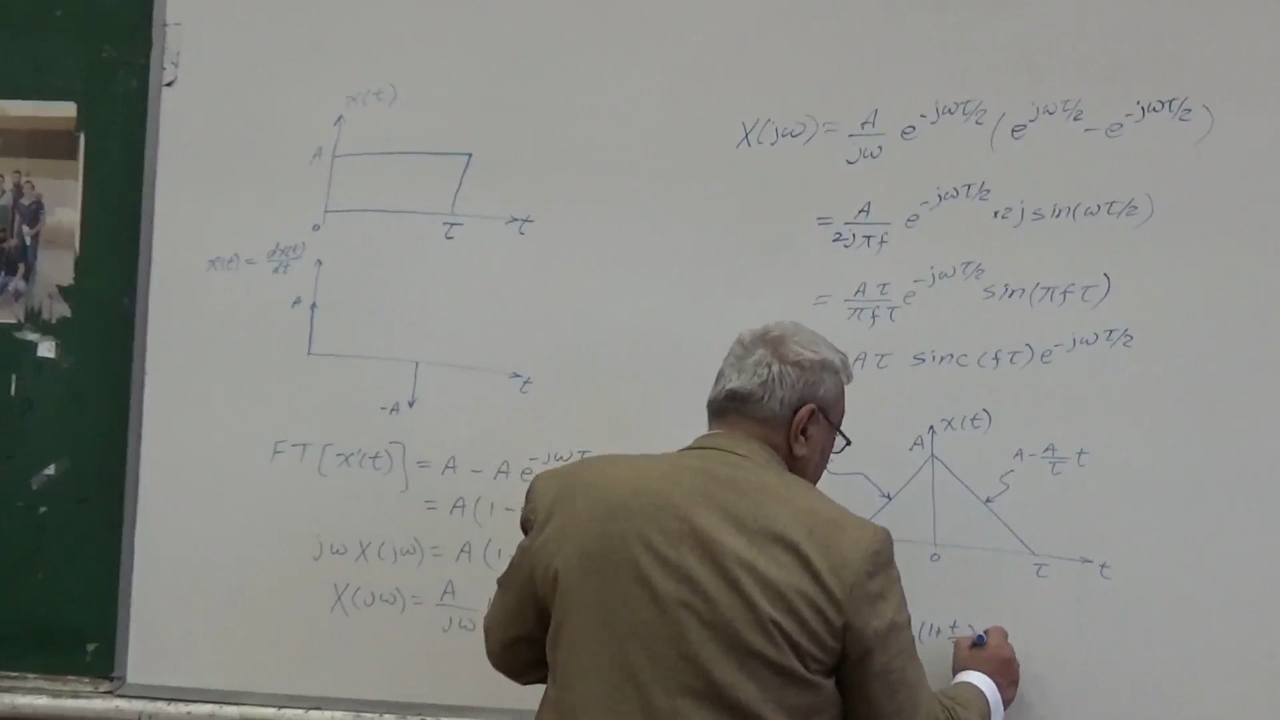 x(t)
A
0
τ
t
x'(t) = dx(t)/dt
A
t
-A
FT[x'(t)] = A - A e^{-jωτ}
= A(1-
jωX(jω) = A(1-
X(jω) = A/jω
X(jω) = A/jω e^{-jωτ/2} (e^{jωτ/2} - e^{-jωτ/2})
= A/2jπf e^{-jωτ/2} · 2j sin(ωτ/2)
= Aτ/πfτ e^{-jωτ/2} sin(πfτ)
Aτ sinc(fτ) e^{-jωτ/2}
x(t)
A
A - A/τ t
0
τ
t
(1+ t/